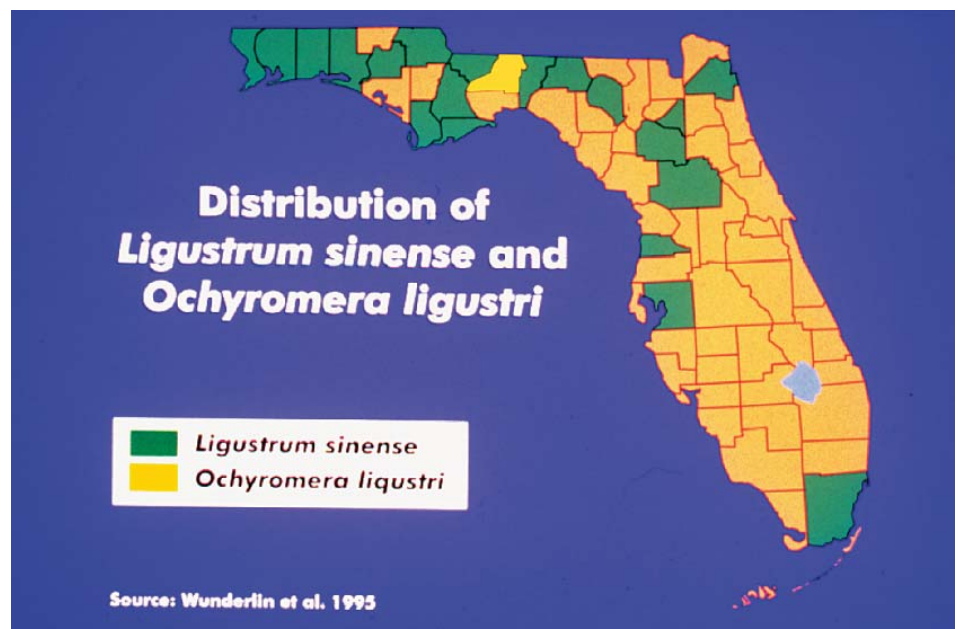 Distribution of
Ligustrum sinense and
Ochyromera ligustri
Ligustrum sinense
Ochyromera liqustri
Source: Wunderlin et al. 1995